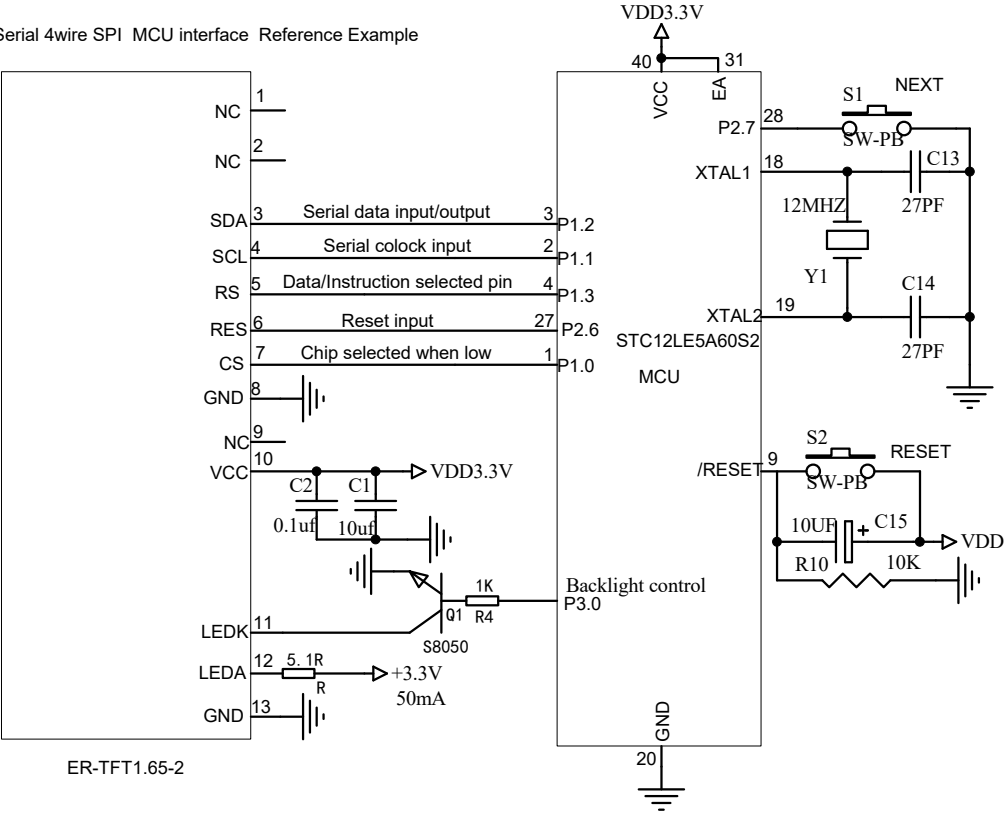 Serial 4wire SPI  MCU interface  Reference Example
VDD3.3V
40
31
VCC
EA
S1
NEXT
NC
1
P2.7
28
SW-PB
NC
2
XTAL1
18
C13
12MHZ
27PF
SDA
3
Serial data input/output
3
P1.2
SCL
4
Serial colock input
2
P1.1
Y1
RS
5
Data/Instruction selected pin
4
P1.3
C14
RES
6
Reset input
27
P2.6
XTAL2
19
STC12LE5A60S2
27PF
CS
7
Chip selected when low
1
P1.0
MCU
GND
8
NC
9
S2
RESET
VCC
10
VDD3.3V
/RESET
9
SW-PB
C2
C1
0.1uf
10uf
10UF
+
C15
VDD
R10
10K
1K
Backlight control
P3.0
Q1
R4
S8050
LEDK
11
LEDA
12
5.1R
R
+3.3V
50mA
GND
13
GND
20
ER-TFT1.65-2